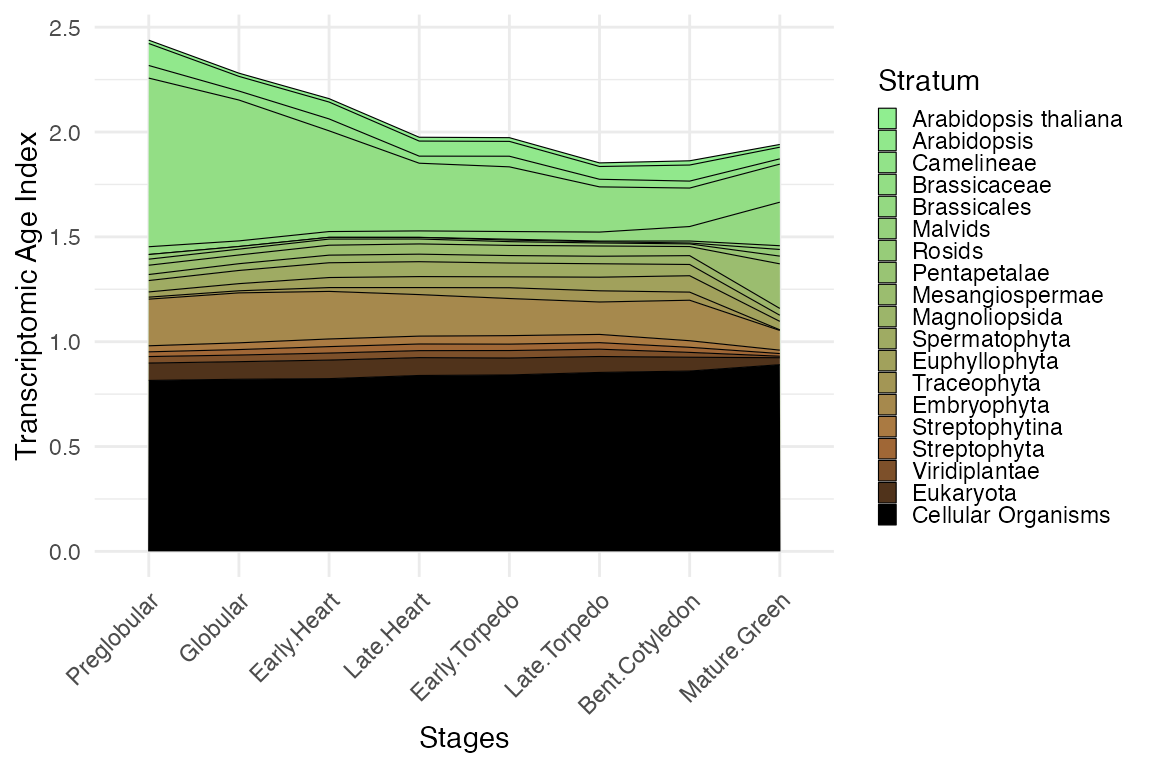 2.5
2.0
1.5
1.0
0.5
0.0
Transcriptomic Age Index
Preglobular
Globular
Early.Heart
Late.Heart
Early.Torpedo
Late.Torpedo
Bent.Cotyledon
Mature.Green
Stages
Stratum
Arabidopsis thaliana
Arabidopsis
Camelineae
Brassicaceae
Brassicales
Malvids
Rosids
Pentapetalae
Mesangiospermae
Magnoliopsida
Spermatophyta
Euphyllophyta
Traceophyta
Embryophyta
Streptophytina
Streptophyta
Viridiplantae
Eukaryota
Cellular Organisms